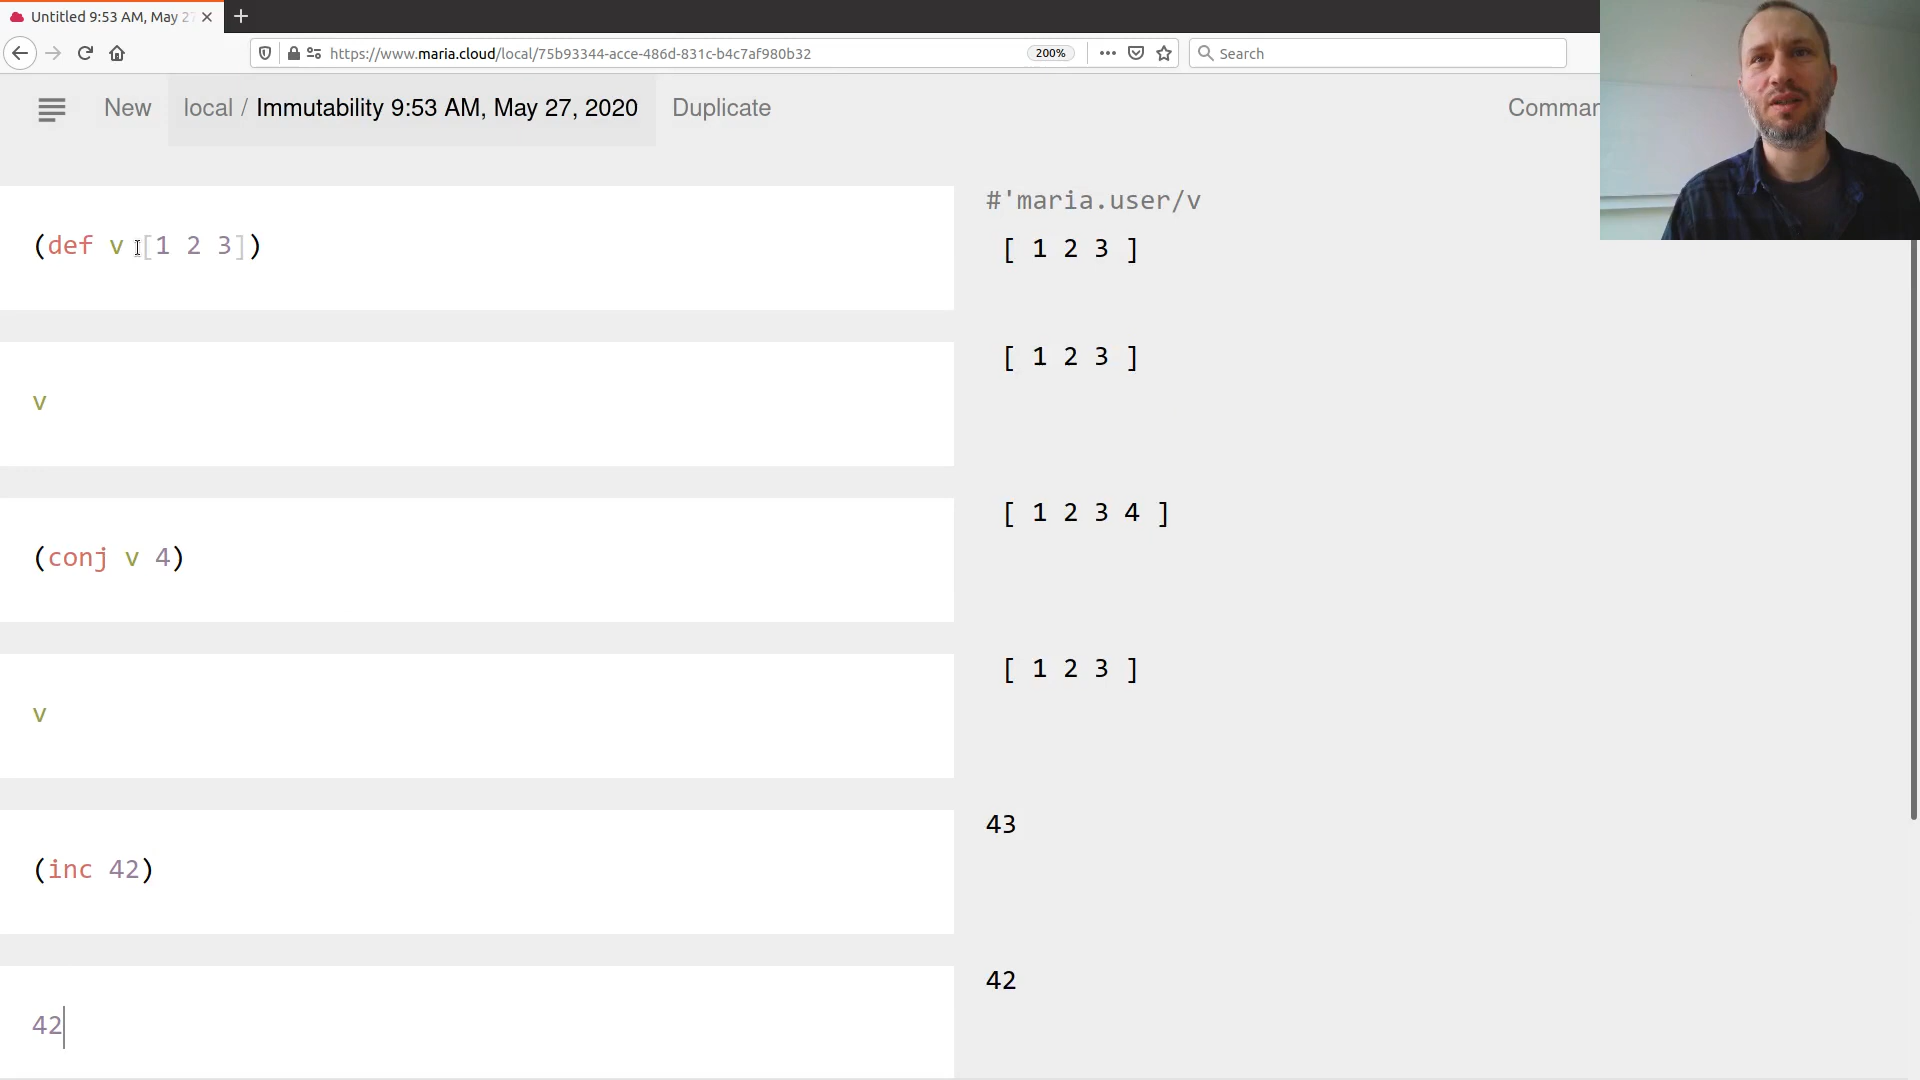 Untitled 9:53 AM, May 27
https://www.maria.cloud/local/75b93344-acce-486d-831c-b4c7af980b32
200%
Search
New
local / Immutability 9:53 AM, May 27, 2020
Duplicate
Comman
(def v [1 2 3])
#'maria.user/v
[ 1 2 3 ]
v
[ 1 2 3 ]
(conj v 4)
[ 1 2 3 4 ]
v
[ 1 2 3 ]
(inc 42)
43
42
42